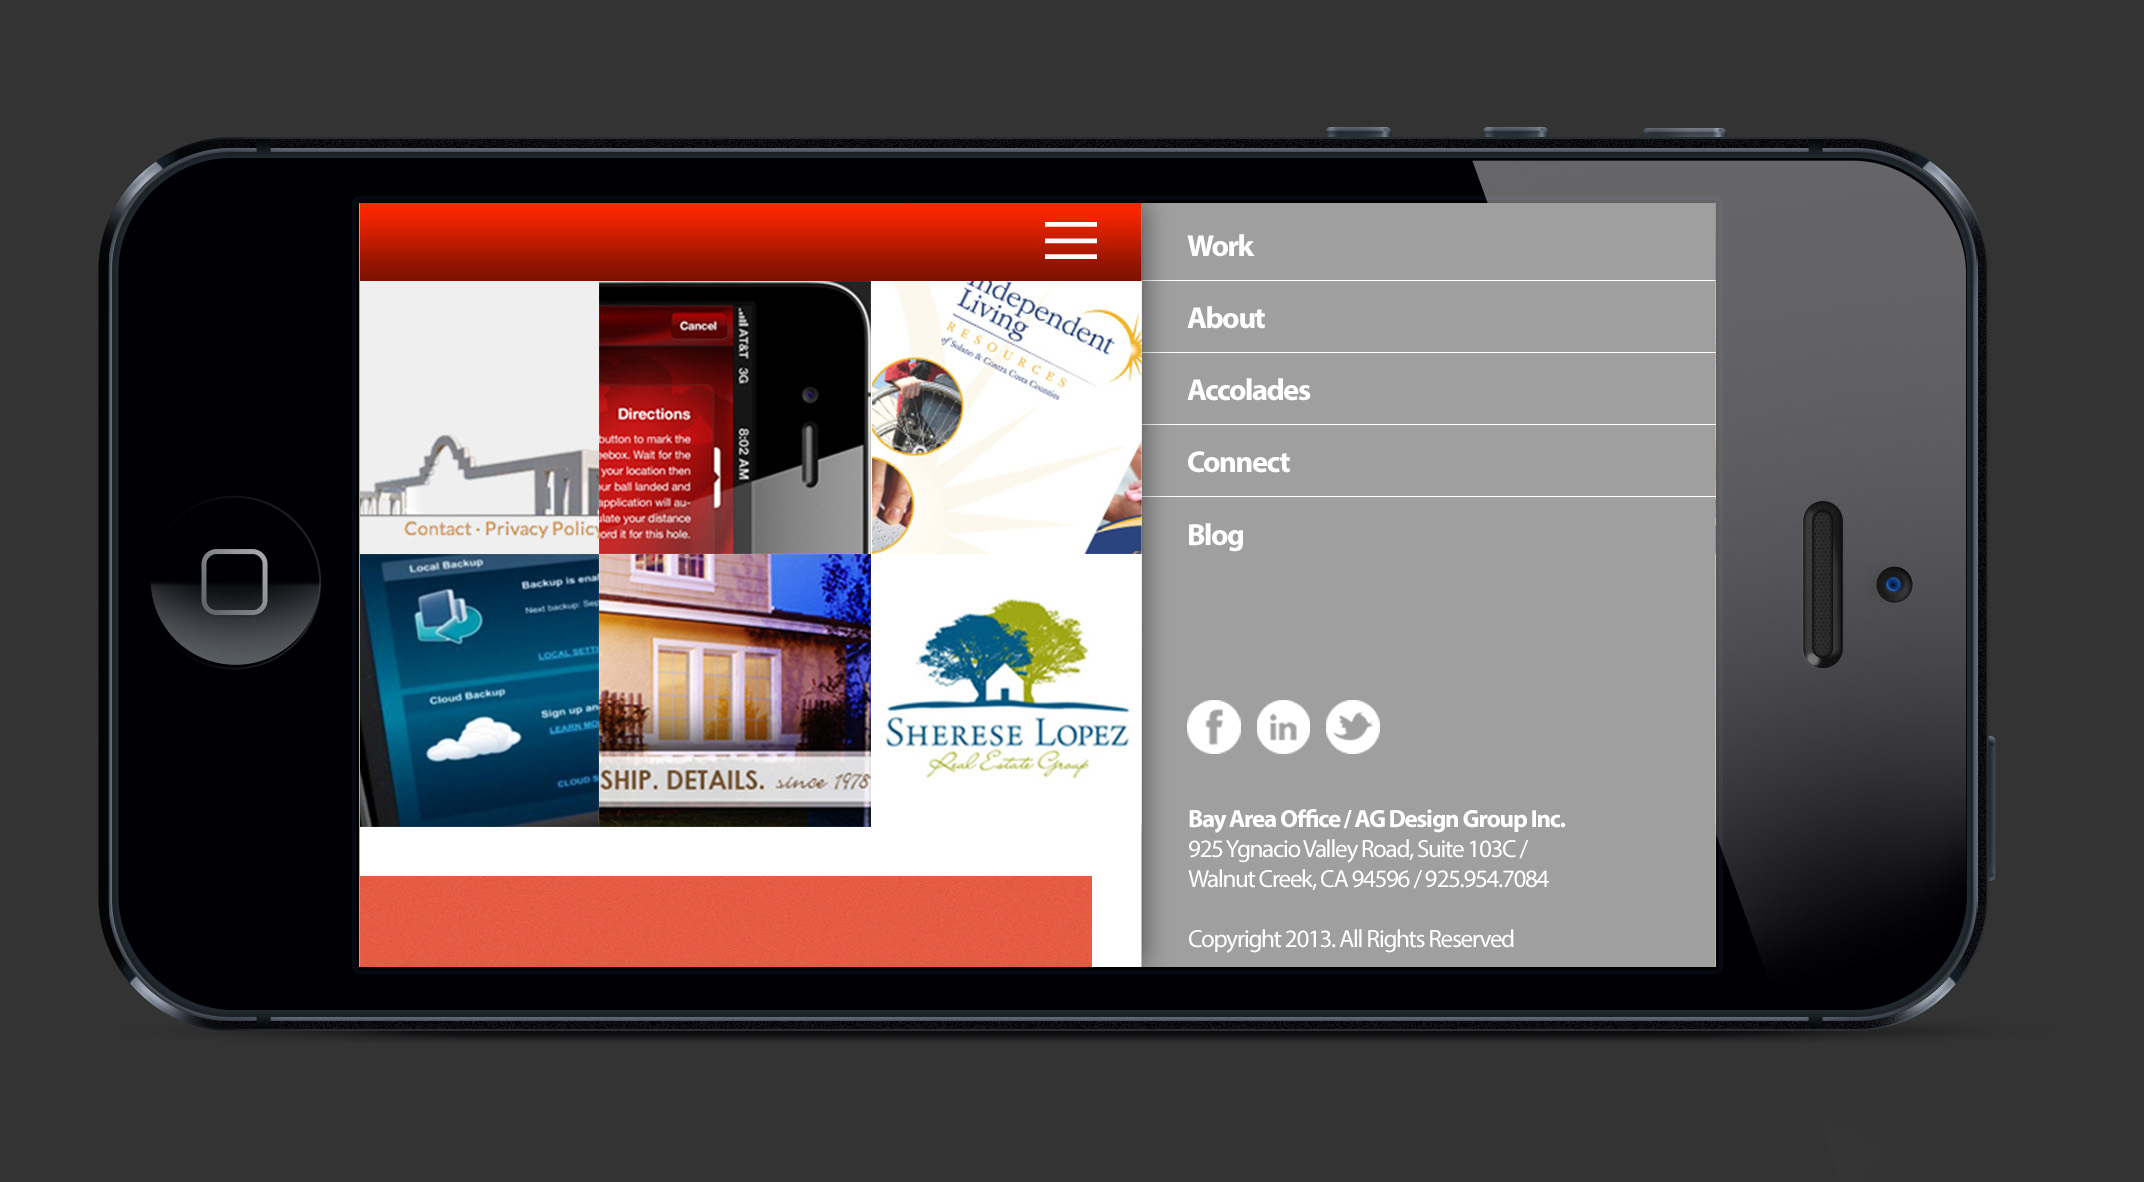 Contact · Privacy Policy
Cancel
AT&T 3G
8:02 AM
Directions
button to mark the
ebox. Wait for the
your location then
ur ball landed and
application will au-
late your distance
ord it for this hole.
Independent
Living
RESOURCES
of Solano & Contra Costa Counties
Local Backup
Backup is ena
Next backup: Sep
LOCAL SETT
Cloud Backup
Sign up an
LEARN MO
CLOUD S
SHIP. DETAILS. since 1978
SHERESE LOPEZ
Real Estate Group
Work
About
Accolades
Connect
Blog
f
in
Bay Area Office / AG Design Group Inc.
925 Ygnacio Valley Road, Suite 103C /
Walnut Creek, CA 94596 / 925.954.7084
Copyright 2013. All Rights Reserved